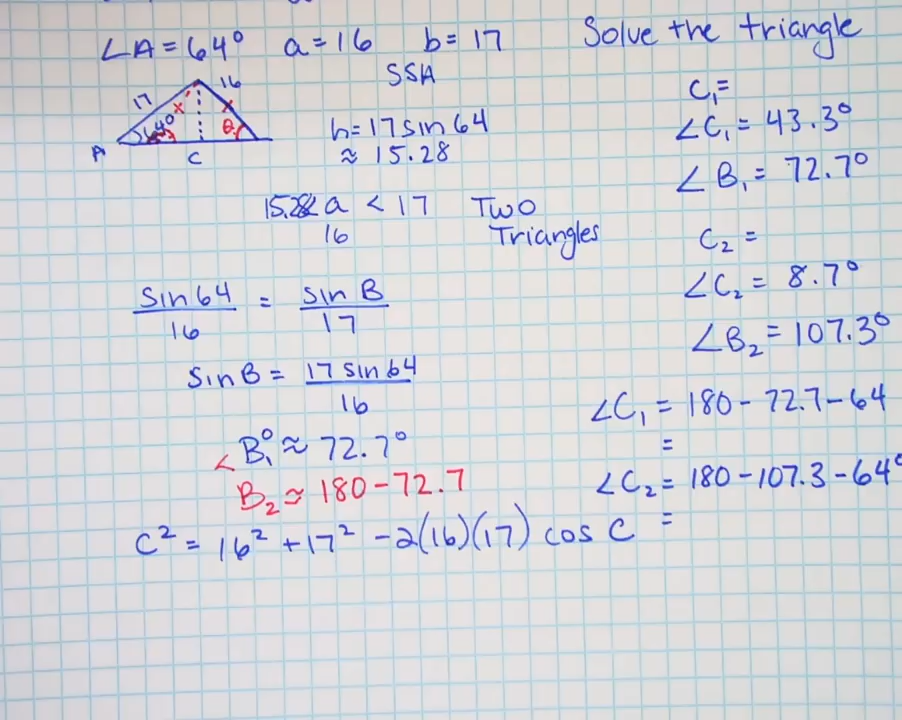 ∠A = 64° a = 16 b = 17 Solve the triangle
SSA
17 16
64° θ
A C
h = 17 sin 64
≈ 15.28
15.28 < a < 17 Two
16 Triangles
sin 64 / 16 = sin B / 17
sin B = 17 sin 64 / 16
∠B₁° ≈ 72.7°
B₂ ≈ 180 - 72.7
C² = 16² + 17² - 2(16)(17) cos C
C₁ =
∠C₁ = 43.3°
∠B₁ = 72.7°
C₂ =
∠C₂ = 8.7°
∠B₂ = 107.3°
∠C₁ = 180 - 72.7 - 64
=
∠C₂ = 180 - 107.3 - 64°
=